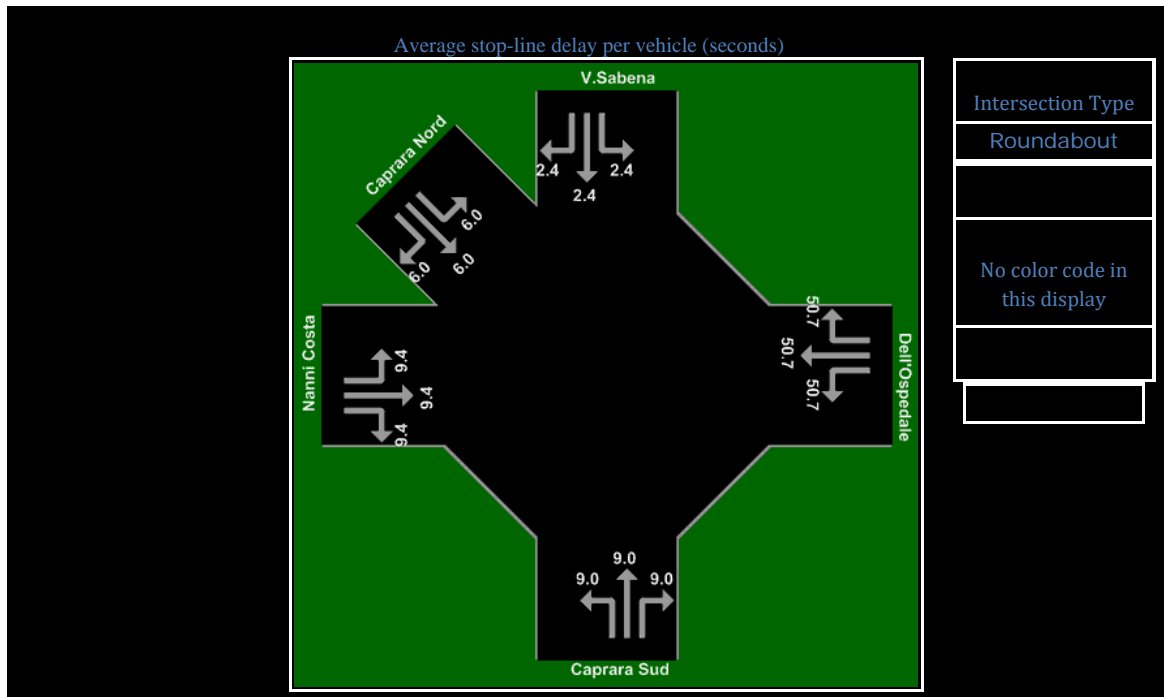 Average stop-line delay per vehicle (seconds)
V.Sabena
2.4
2.4
2.4
Caprara Nord
6.0
6.0
6.0
Nanni Costa
9.4
9.4
9.4
Dell'Ospedale
50.7
50.7
50.7
9.0
9.0
9.0
Caprara Sud
Intersection Type
Roundabout
No color code in
this display